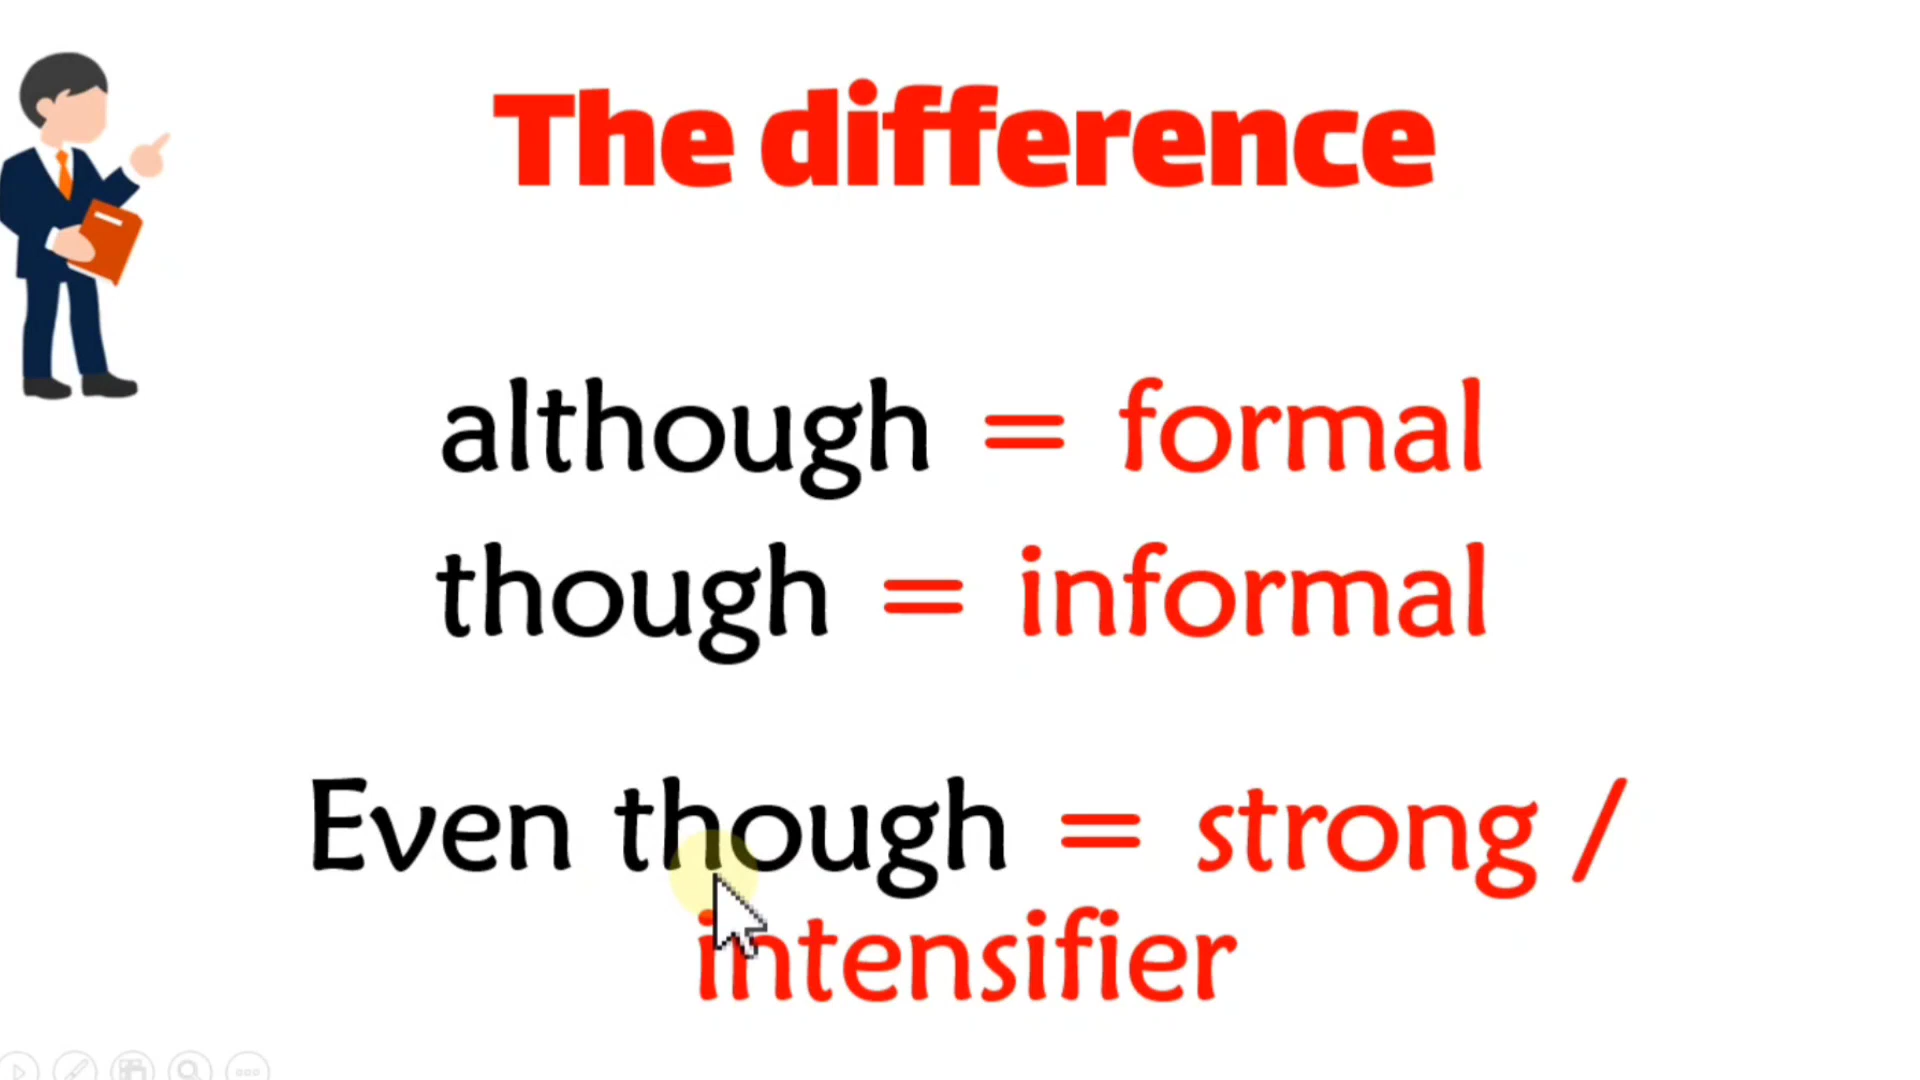 The difference
although = formal
though = informal
Even though = strong /
intensifier